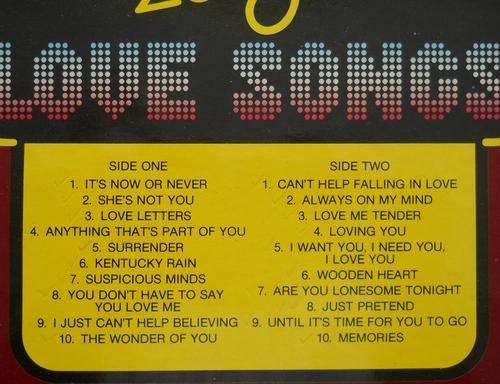 LOVE SONGS
SIDE ONE
1. IT'S NOW OR NEVER
2. SHE'S NOT YOU
3. LOVE LETTERS
4. ANYTHING THAT'S PART OF YOU
5. SURRENDER
6. KENTUCKY RAIN
7. SUSPICIOUS MINDS
8. YOU DON'T HAVE TO SAY
YOU LOVE ME
9. I JUST CAN'T HELP BELIEVING
10. THE WONDER OF YOU
SIDE TWO
1. CAN'T HELP FALLING IN LOVE
2. ALWAYS ON MY MIND
3. LOVE ME TENDER
4. LOVING YOU
5. I WANT YOU, I NEED YOU,
I LOVE YOU
6. WOODEN HEART
7. ARE YOU LONESOME TONIGHT
8. JUST PRETEND
9. UNTIL IT'S TIME FOR YOU TO GO
10. MEMORIES